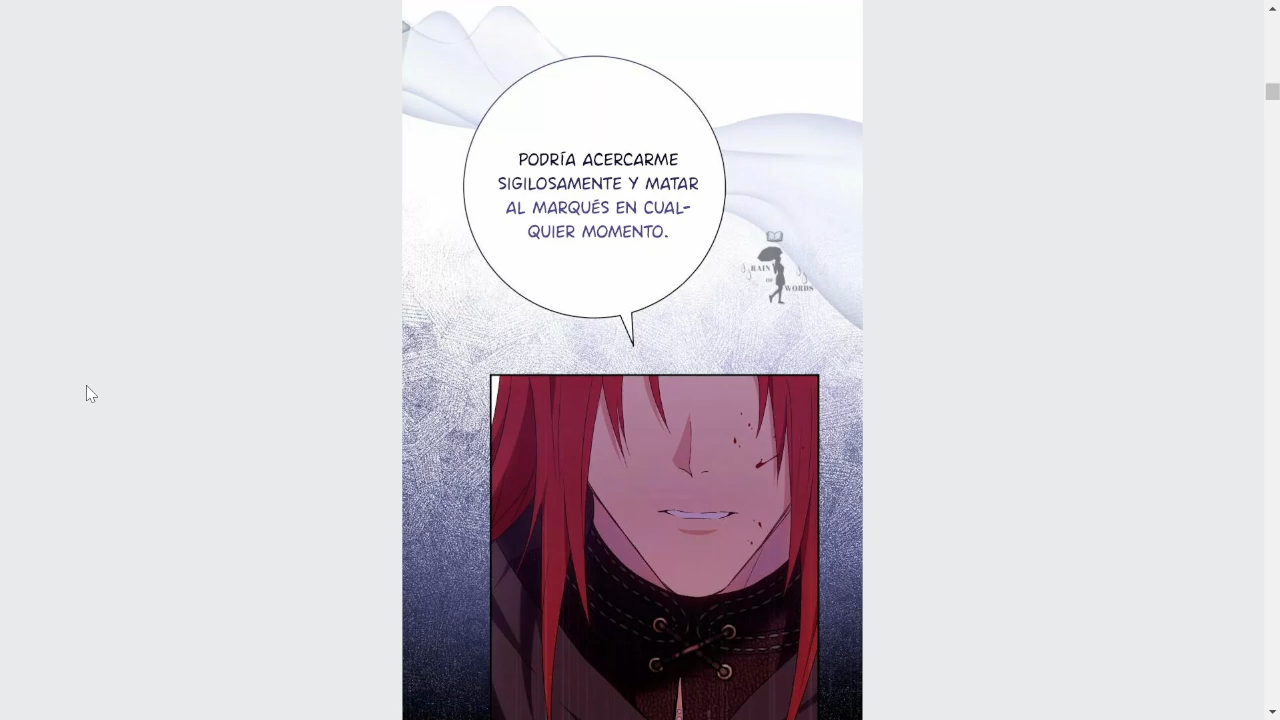 PODRÍA ACERCARME
SIGILOSAMENTE Y MATAR
AL MARQUÉS EN CUAL-
QUIER MOMENTO.
RAIN
OF
WORDS